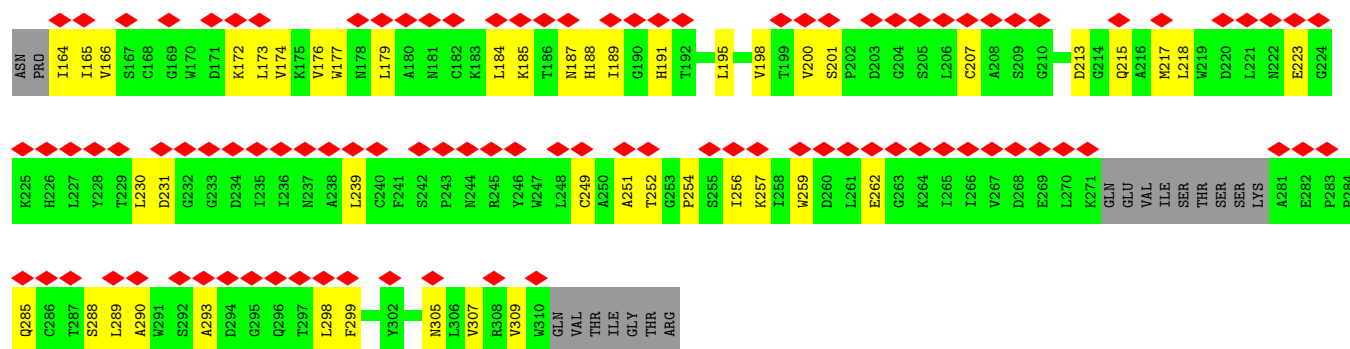 ASN PRO I164 I165 V166 S167 C168 G169 W170 D171 K172 L173 V174 K175 V176 W177 N178 L179 A180 N181 C182 K183 L184 K185 T186 N187 H188 I189 G190 H191 T192 L195 V198 T199 V200 S201 P202 D203 G204 S205 L206 C207 A208 S209 G210 D213 G214 Q215 A216 M217 L218 W219 D220 L221 N222 E223 G224
K225 H226 L227 Y228 T229 L230 D231 G232 G233 D234 I235 I236 N237 A238 L239 C240 F241 S242 P243 N244 R245 Y246 W247 L248 C249 A250 A251 T252 G253 P254 S255 I256 K257 I258 W259 D260 L261 E262 G263 K264 I265 I266 V267 D268 E269 L270 K271 GLN GLU VAL ILE SER THR SER SER LYS A281 E282 P283 P284
Q285 C286 T287 S288 L289 A290 W291 S292 A293 D294 G295 Q296 T297 L298 F299 Y302 N305 L306 V307 R308 V309 W310 GLN VAL THR ILE GLY THR ARG